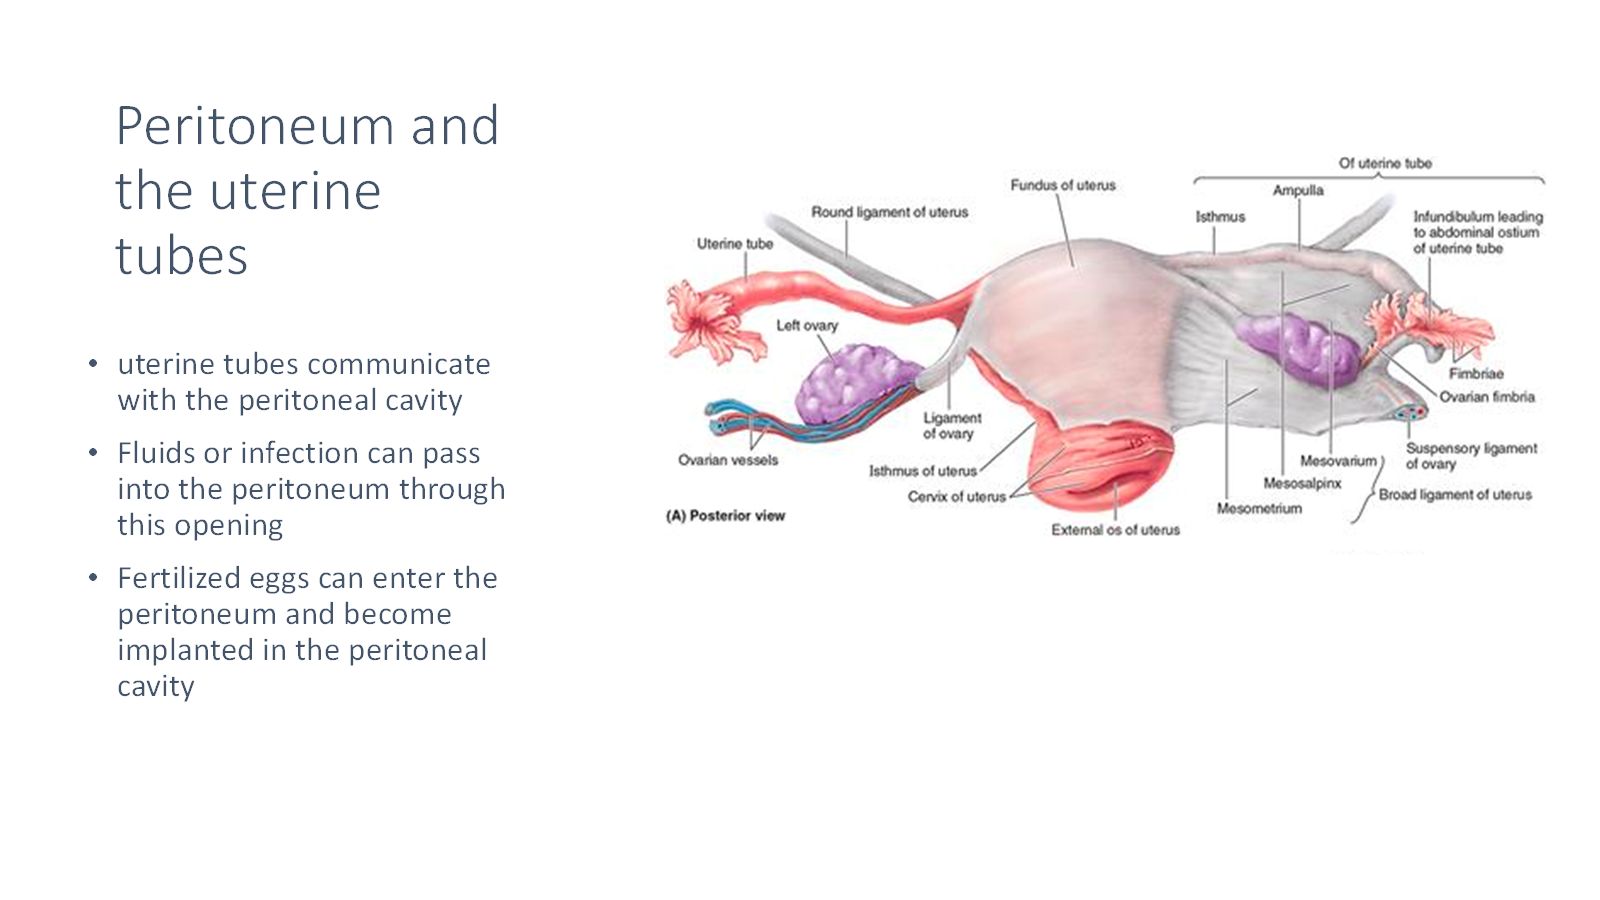 Peritoneum and
the uterine
tubes
• uterine tubes communicate
with the peritoneal cavity
• Fluids or infection can pass
into the peritoneum through
this opening
• Fertilized eggs can enter the
peritoneum and become
implanted in the peritoneal
cavity
Of uterine tube
Fundus of uterus
Ampulla
Round ligament of uterus
Isthmus
Infundibulum leading
to abdominal ostium
of uterine tube
Uterine tube
Left ovary
Fimbriae
Ovarian fimbria
Ligament
of ovary
Ovarian vessels
Suspensory ligament
of ovary
Mesovarium
Isthmus of uterus
Mesosalpinx
Cervix of uterus
Broad ligament of uterus
Mesometrium
(A) Posterior view
External os of uterus